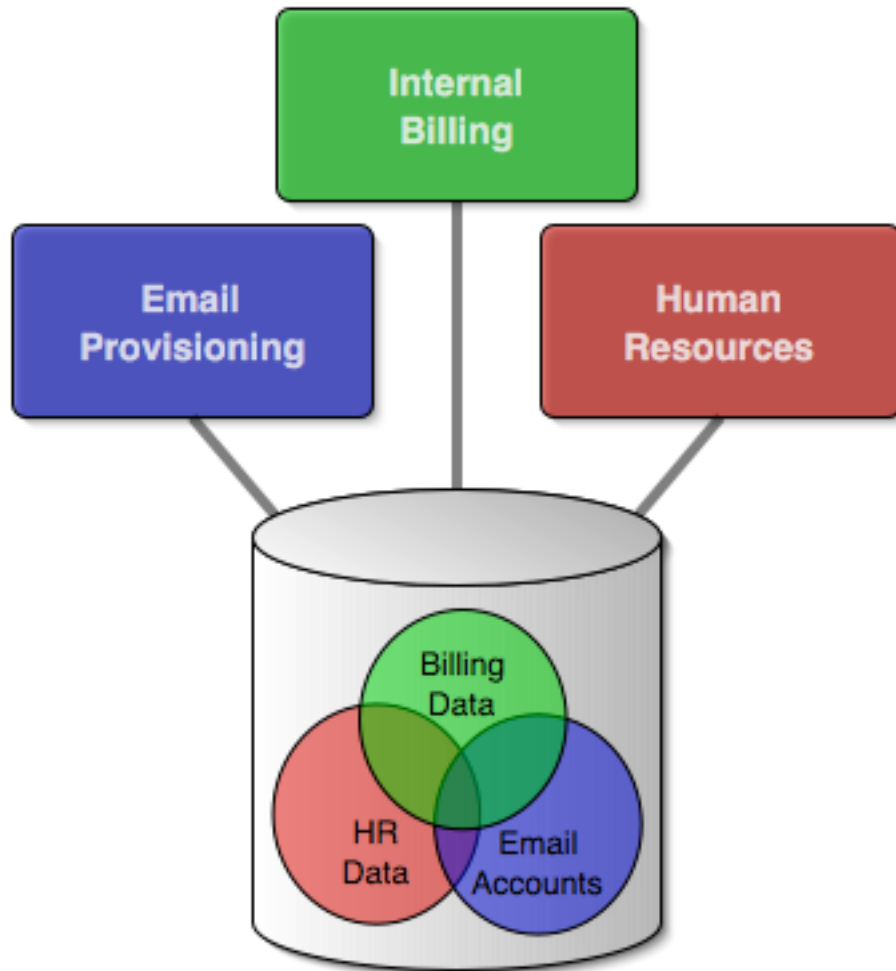 Internal
Billing
Email
Provisioning
Human
Resources
Billing
Data
HR
Data
Email
Accounts